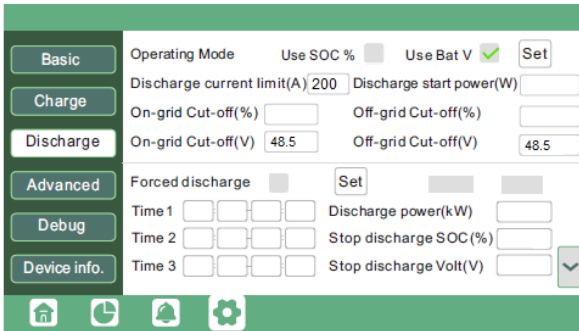 Basic
Charge
Discharge
Advanced
Debug
Device info.
Operating Mode Use SOC % Use Bat V Set
Discharge current limit(A) 200 Discharge start power(W)
On-grid Cut-off(%) Off-grid Cut-off(%)
On-grid Cut-off(V) 48.5 Off-grid Cut-off(V) 48.5
Forced discharge Set
Time 1 Discharge power(kW)
Time 2 Stop discharge SOC(%)
Time 3 Stop discharge Volt(V)